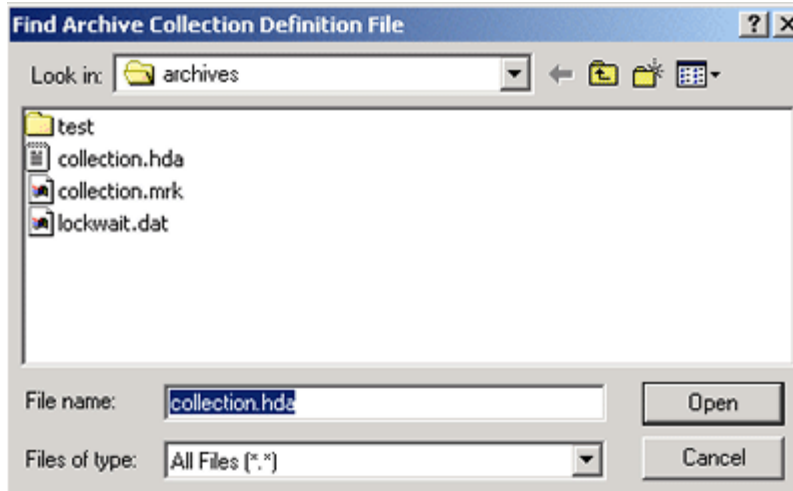 Find Archive Collection Definition File
Look in: archives
test
collection.hda
collection.mrk
lockwait.dat
File name: collection.hda Open
Files of type: All Files (*.*) Cancel